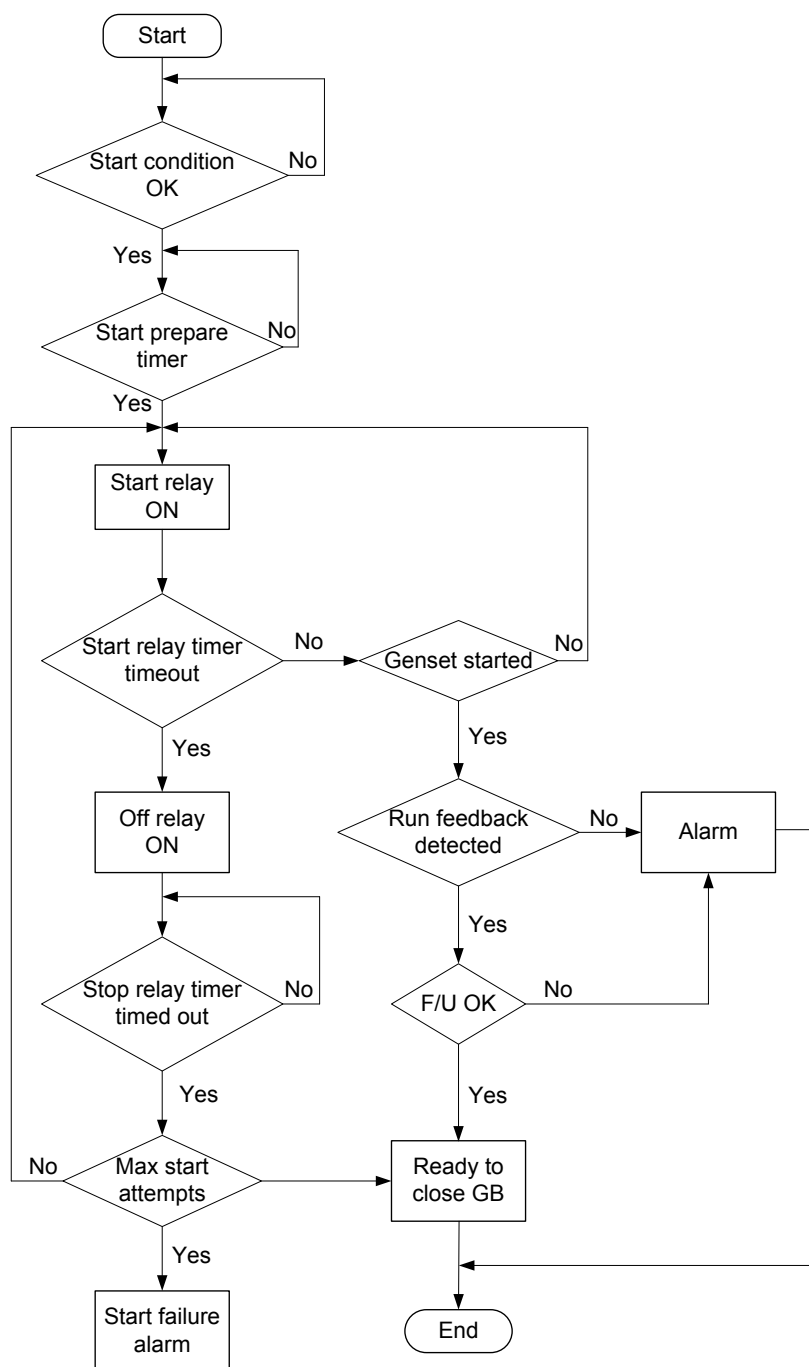 Start
Start condition
OK
No
Yes
Start prepare
timer
No
Yes
Start relay
ON
Start relay timer
timeout
No
Genset started
No
Yes
Yes
Off relay
ON
Run feedback
detected
No
Alarm
Yes
Stop relay timer
timed out
No
F/U OK
No
Yes
Yes
No
Max start
attempts
Ready to
close GB
Yes
Start failure
alarm
End